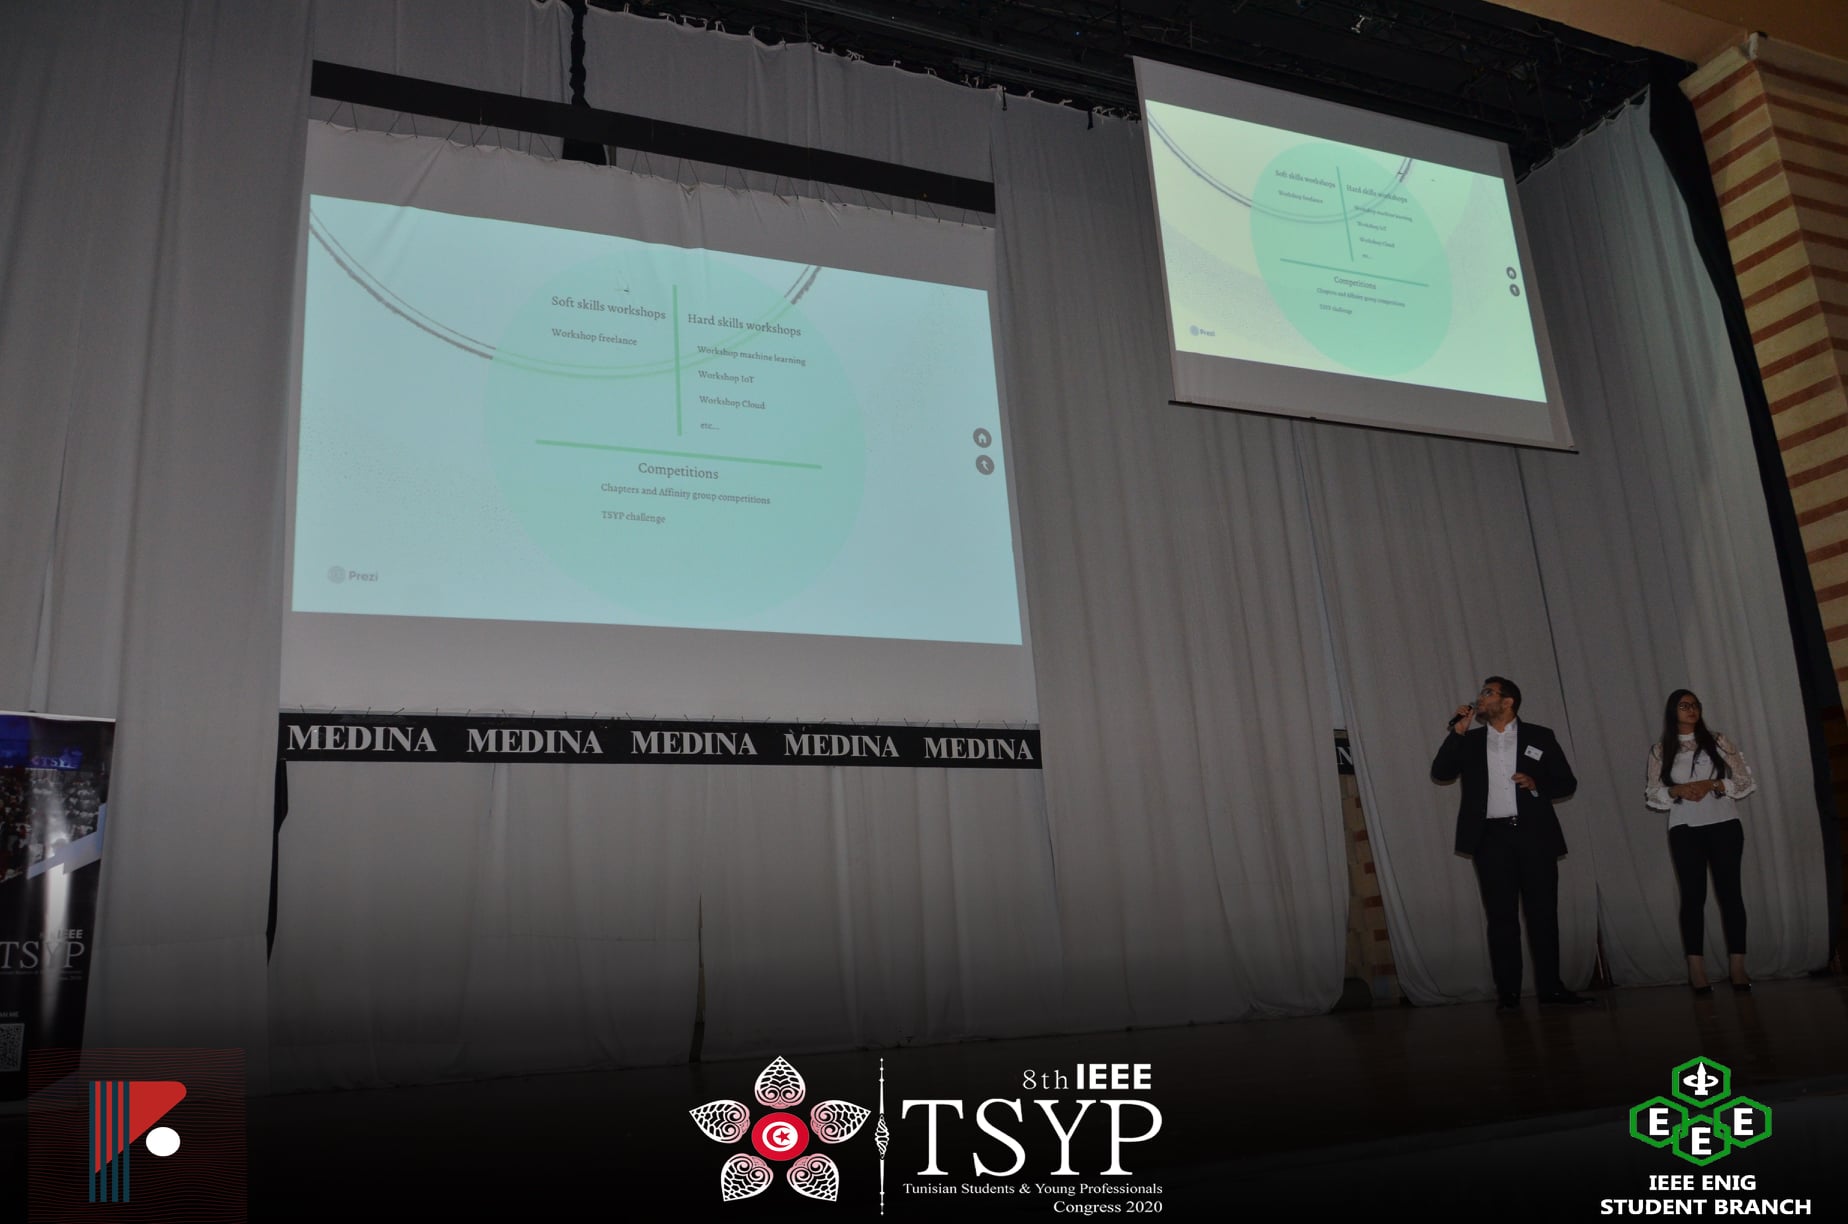 Soft skills workshops
Workshop freelance
Hard skills workshops
Workshop machine learning
Workshop IoT
Workshop Cloud
etc...
Competitions
Chapters and Affinity group competitions
TSYP challenge
Prezi
Soft skills workshops
Workshop freelance
Hard skills workshops
Workshop machine learning
Workshop IoT
Workshop Cloud
etc...
Competitions
Chapters and Affinity group competitions
TSYP challenge
Prezi
MEDINA MEDINA MEDINA MEDINA MEDINA
N
TSYP
IEEE
TSYP
8th IEEE
TSYP
Tunisian Students & Young Professionals
Congress 2020
E E E
IEEE ENIG
STUDENT BRANCH